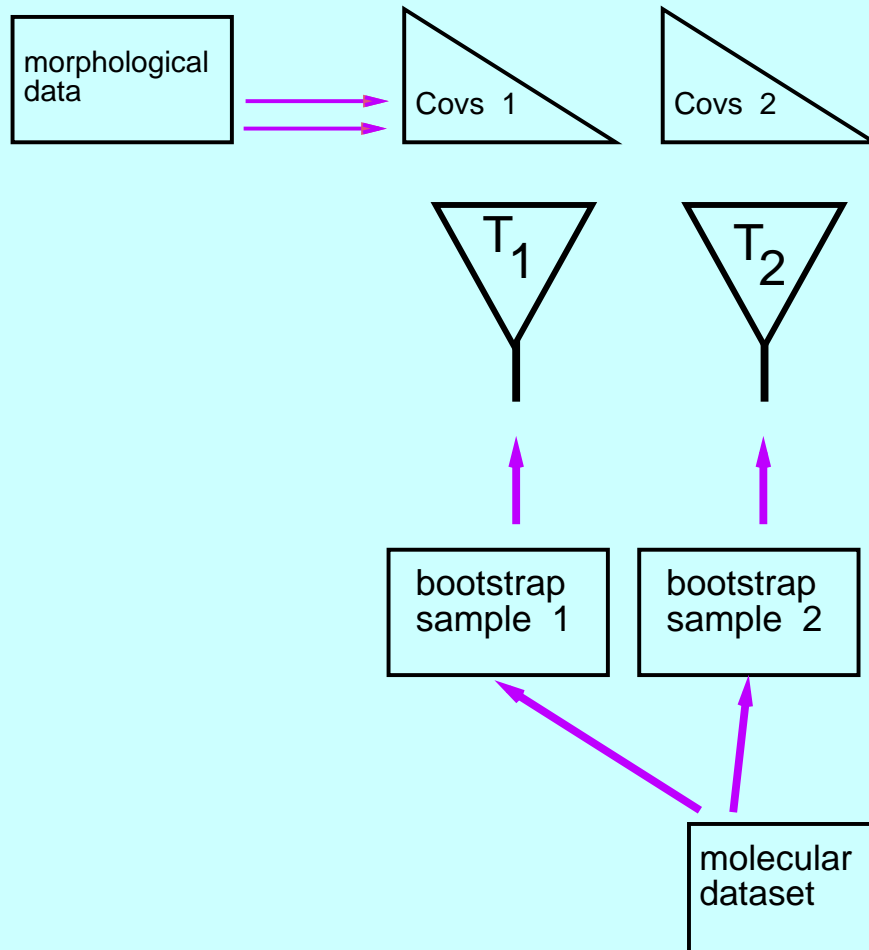 morphological
data
Covs 1
Covs 2
T1
T2
bootstrap
sample 1
bootstrap
sample 2
molecular
dataset